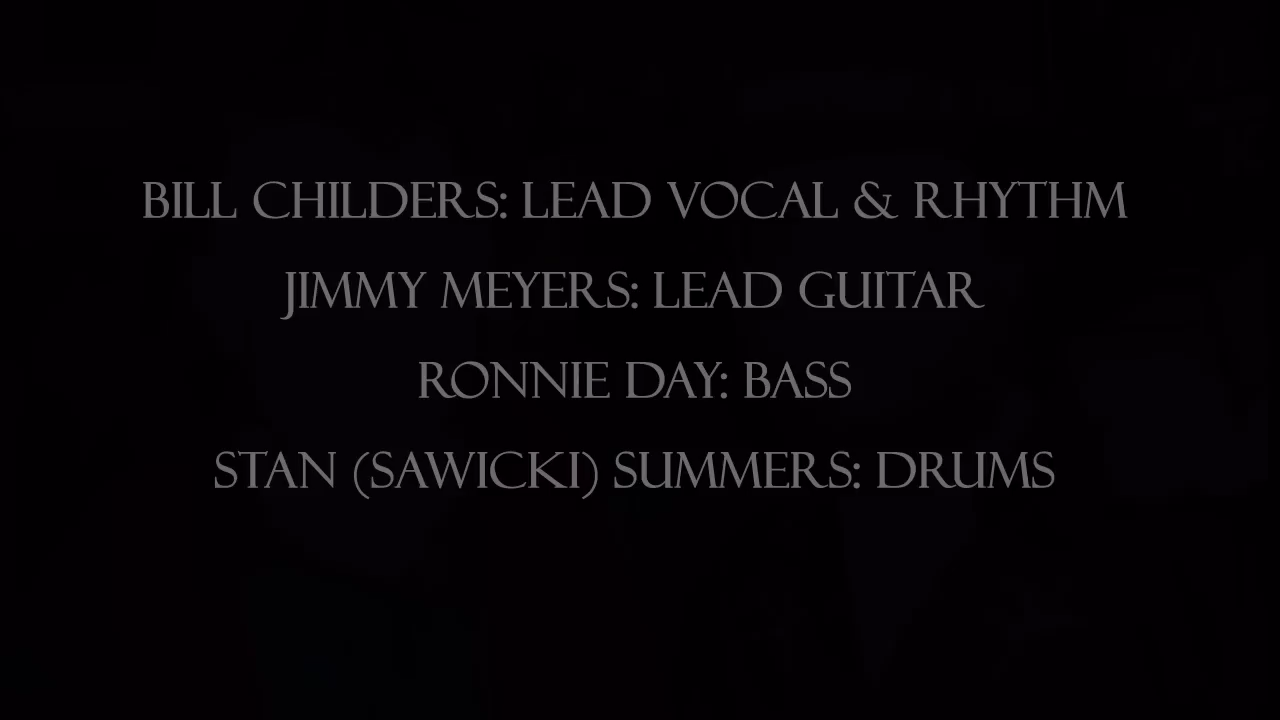 BILL CHILDERS: LEAD VOCAL & RHYTHM
JIMMY MEYERS: LEAD GUITAR
RONNIE DAY: BASS
STAN (SAWICKI) SUMMERS: DRUMS